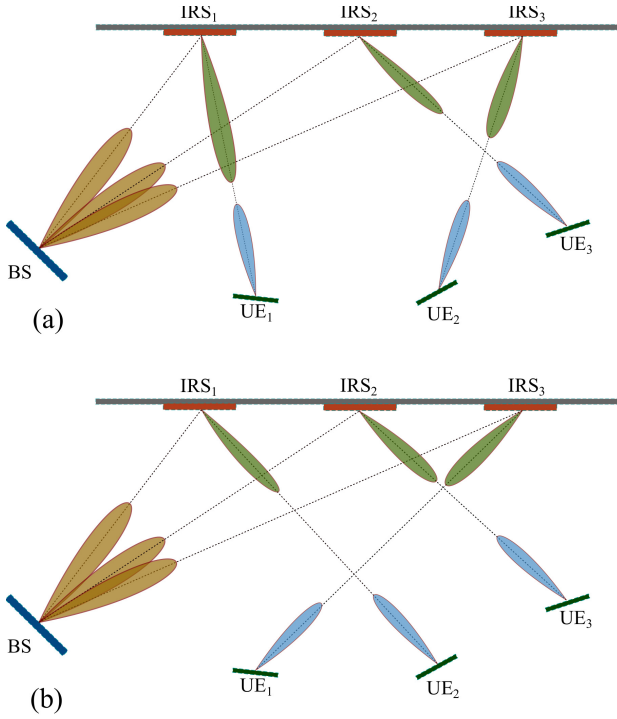 IRS1 IRS2 IRS3
BS
UE3
UE1
UE2
(a)
IRS1 IRS2 IRS3
BS
UE3
UE1
UE2
(b)